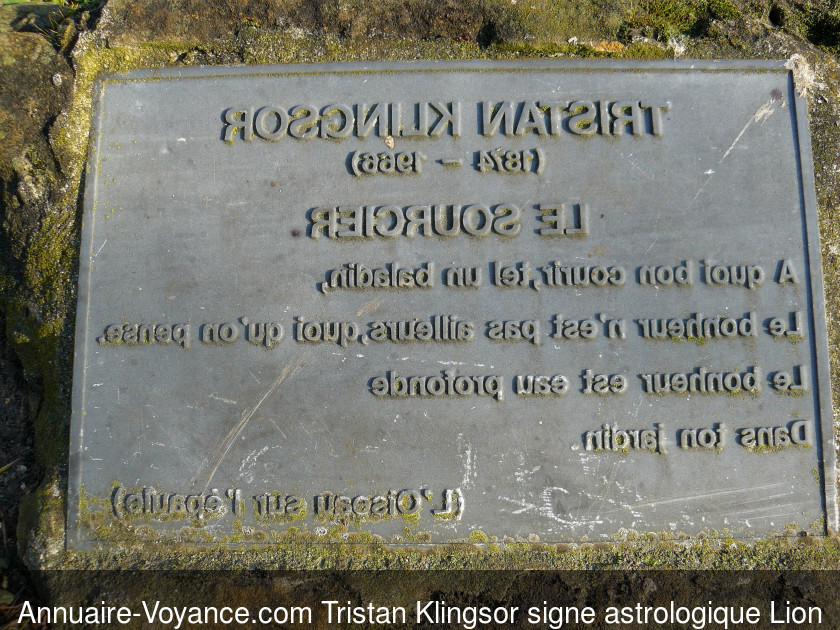 TRISTAN KLINGSOR
(1874 - 1966)
LE SOURCIER
A quoi bon courir,tel un baladin,
Le bonheur n'est pas ailleurs,quoi qu'on pense.
Le bonheur est eau profonde
Dans ton jardin.
(L'Oiseau sur l'épaule)
Annuaire-Voyance.com Tristan Klingsor signe astrologique Lion